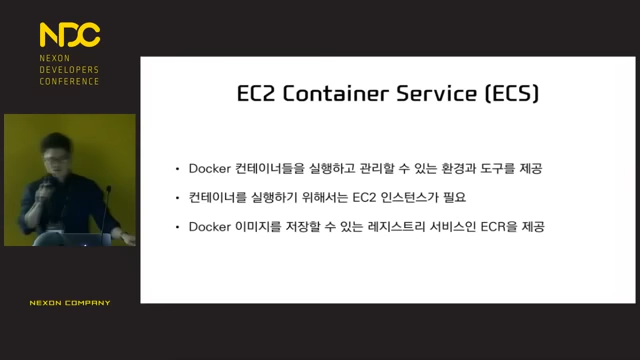 NDC
NEXON
DEVELOPERS
CONFERENCE
EC2 Container Service (ECS)
• Docker 컨테이너들을 실행하고 관리할 수 있는 환경과 도구를 제공
• 컨테이너를 실행하기 위해서는 EC2 인스턴스가 필요
• Docker 이미지를 저장할 수 있는 레지스트리 서비스인 ECR을 제공
NEXON COMPANY